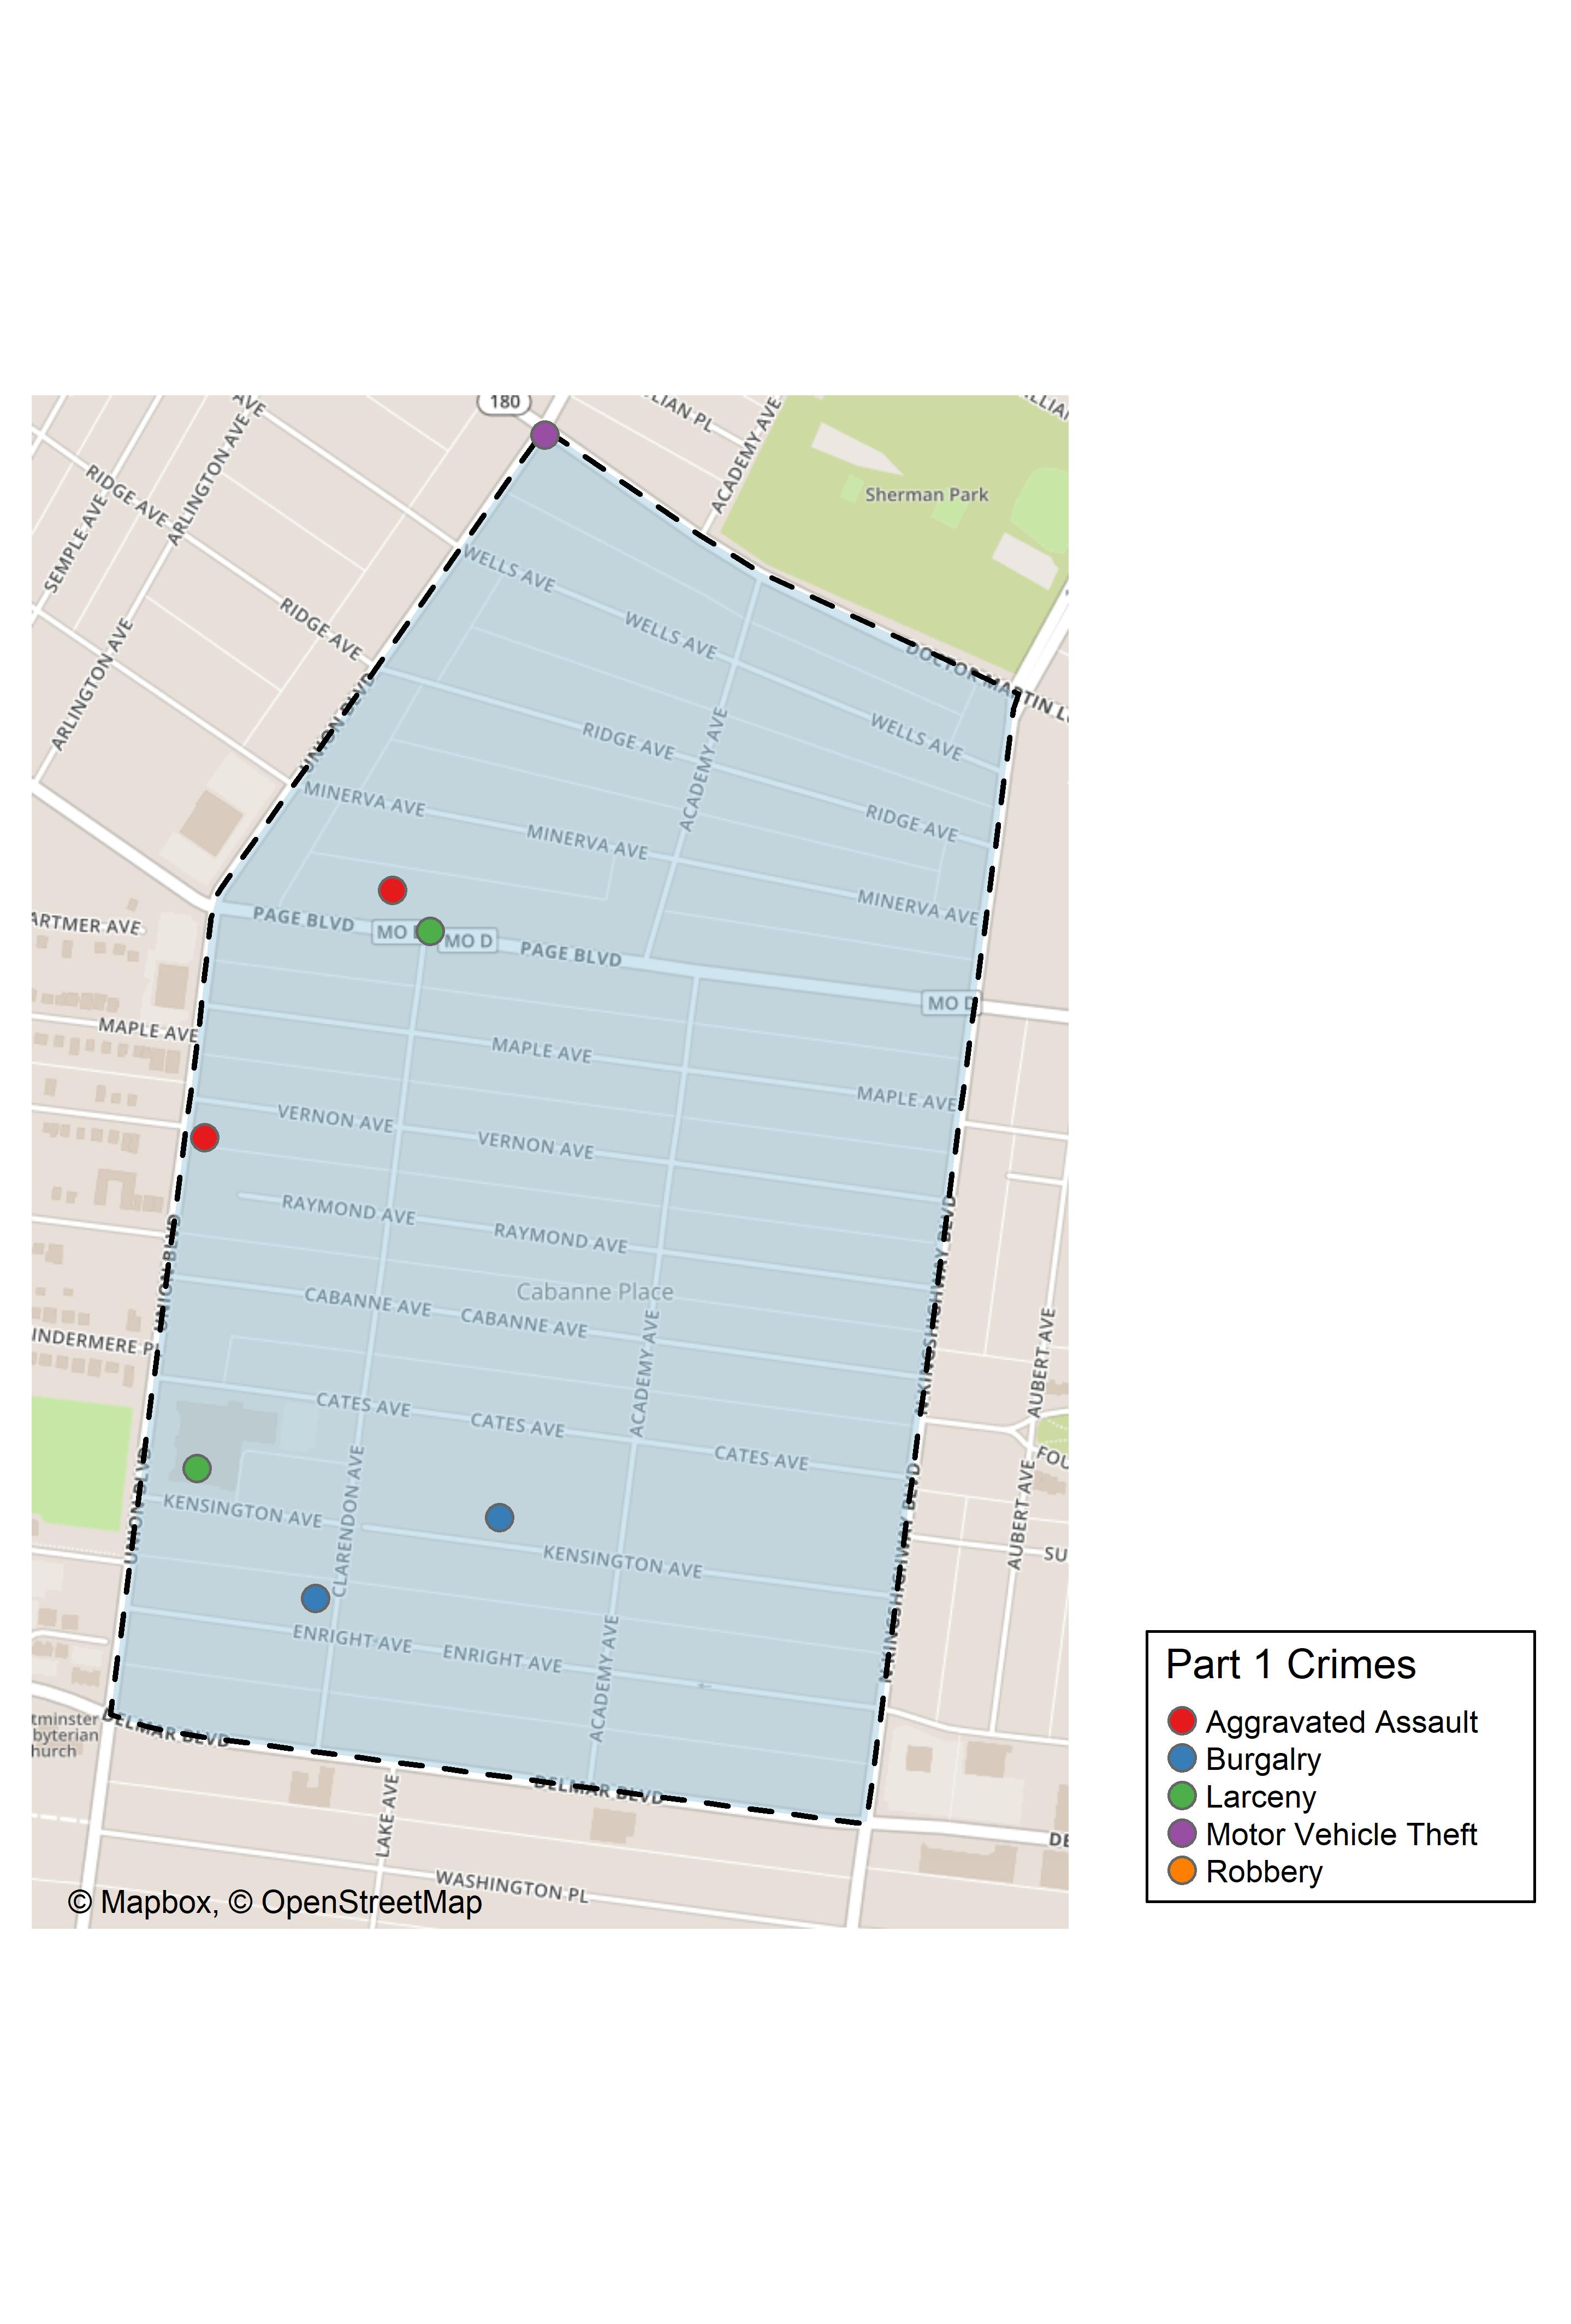 180
LIAN PL
ACADEMY AVE
ILLIA
AVE
Sherman Park
RIDGE AVE
ARLINGTON AVE
SEMPLE AVE
WELLS AVE
WELLS AVE
RIDGE AVE
ARLINGTON AVE
DOCTOR MARTIN L
UNION BLVD
ACADEMY AVE
WELLS AVE
RIDGE AVE
MINERVA AVE
RIDGE AVE
MINERVA AVE
MINERVA AVE
ARTMER AVE
PAGE BLVD
MO D
MO D
PAGE BLVD
MO D
MAPLE AVE
MAPLE AVE
MAPLE AVE
VERNON AVE
VERNON AVE
RAYMOND AVE
RAYMOND AVE
UNION BLVD
N KINGSHIGHWAY BLVD
Cabanne Place
CABANNE AVE
CABANNE AVE
INDERMERE P
ACADEMY AVE
AUBERT AVE
CATES AVE
CATES AVE
CATES AVE
FOU
UNION BLVD
KENSINGTON AVE
CLARENDON AVE
N KINGSHIGHWAY BLVD
AUBERT AVE
SU
KENSINGTON AVE
ENRIGHT AVE
ENRIGHT AVE
ACADEMY AVE
tminster
byterian
hurch
DELMAR BLVD
DELMAR BLVD
LAKE AVE
DE
WASHINGTON PL
© Mapbox, © OpenStreetMap
Part 1 Crimes
Aggravated Assault
Burgalry
Larceny
Motor Vehicle Theft
Robbery